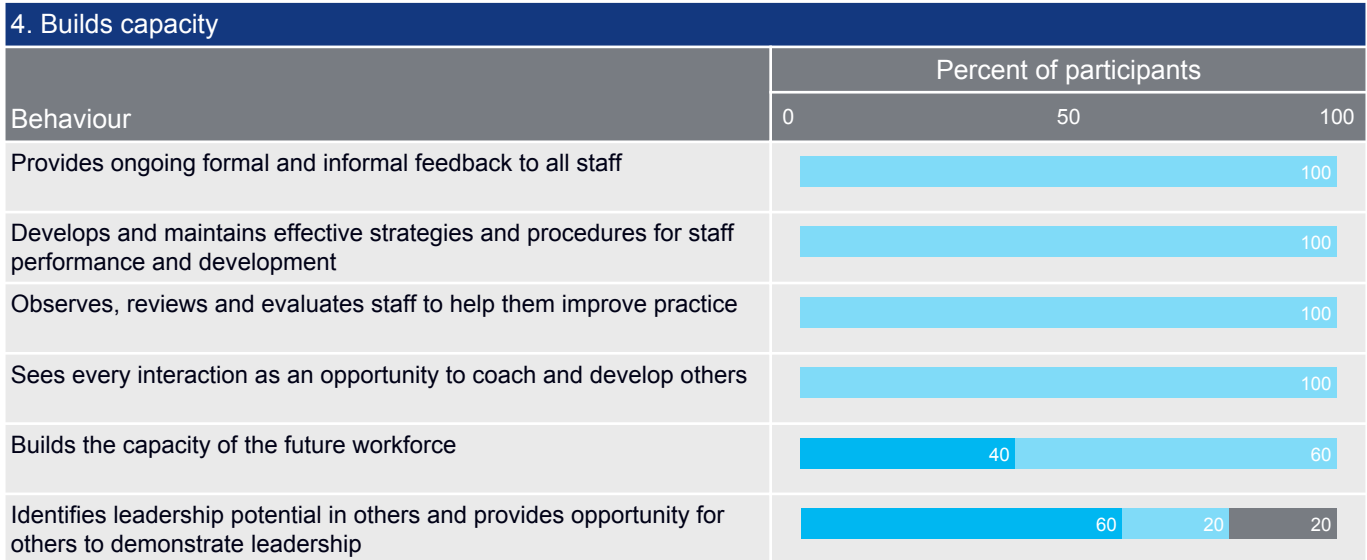 4. Builds capacity
Percent of participants
Behaviour
0 50 100
Provides ongoing formal and informal feedback to all staff
100
Develops and maintains effective strategies and procedures for staff
performance and development
100
Observes, reviews and evaluates staff to help them improve practice
100
Sees every interaction as an opportunity to coach and develop others
100
Builds the capacity of the future workforce
40 60
Identifies leadership potential in others and provides opportunity for
others to demonstrate leadership
60 20 20